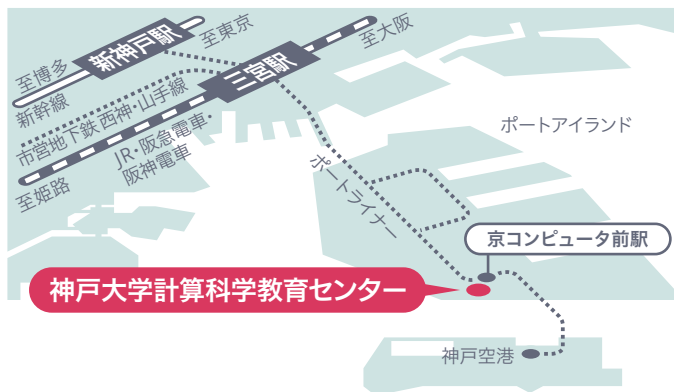 至東京
新神戸駅
至博多
新幹線
至大阪
三宮駅
市営地下鉄 西神・山手線
JR・阪急電車・
阪神電車
至姫路
ポートアイランド
ポートライナー
京コンピュータ前駅
神戸大学計算科学教育センター
神戸空港